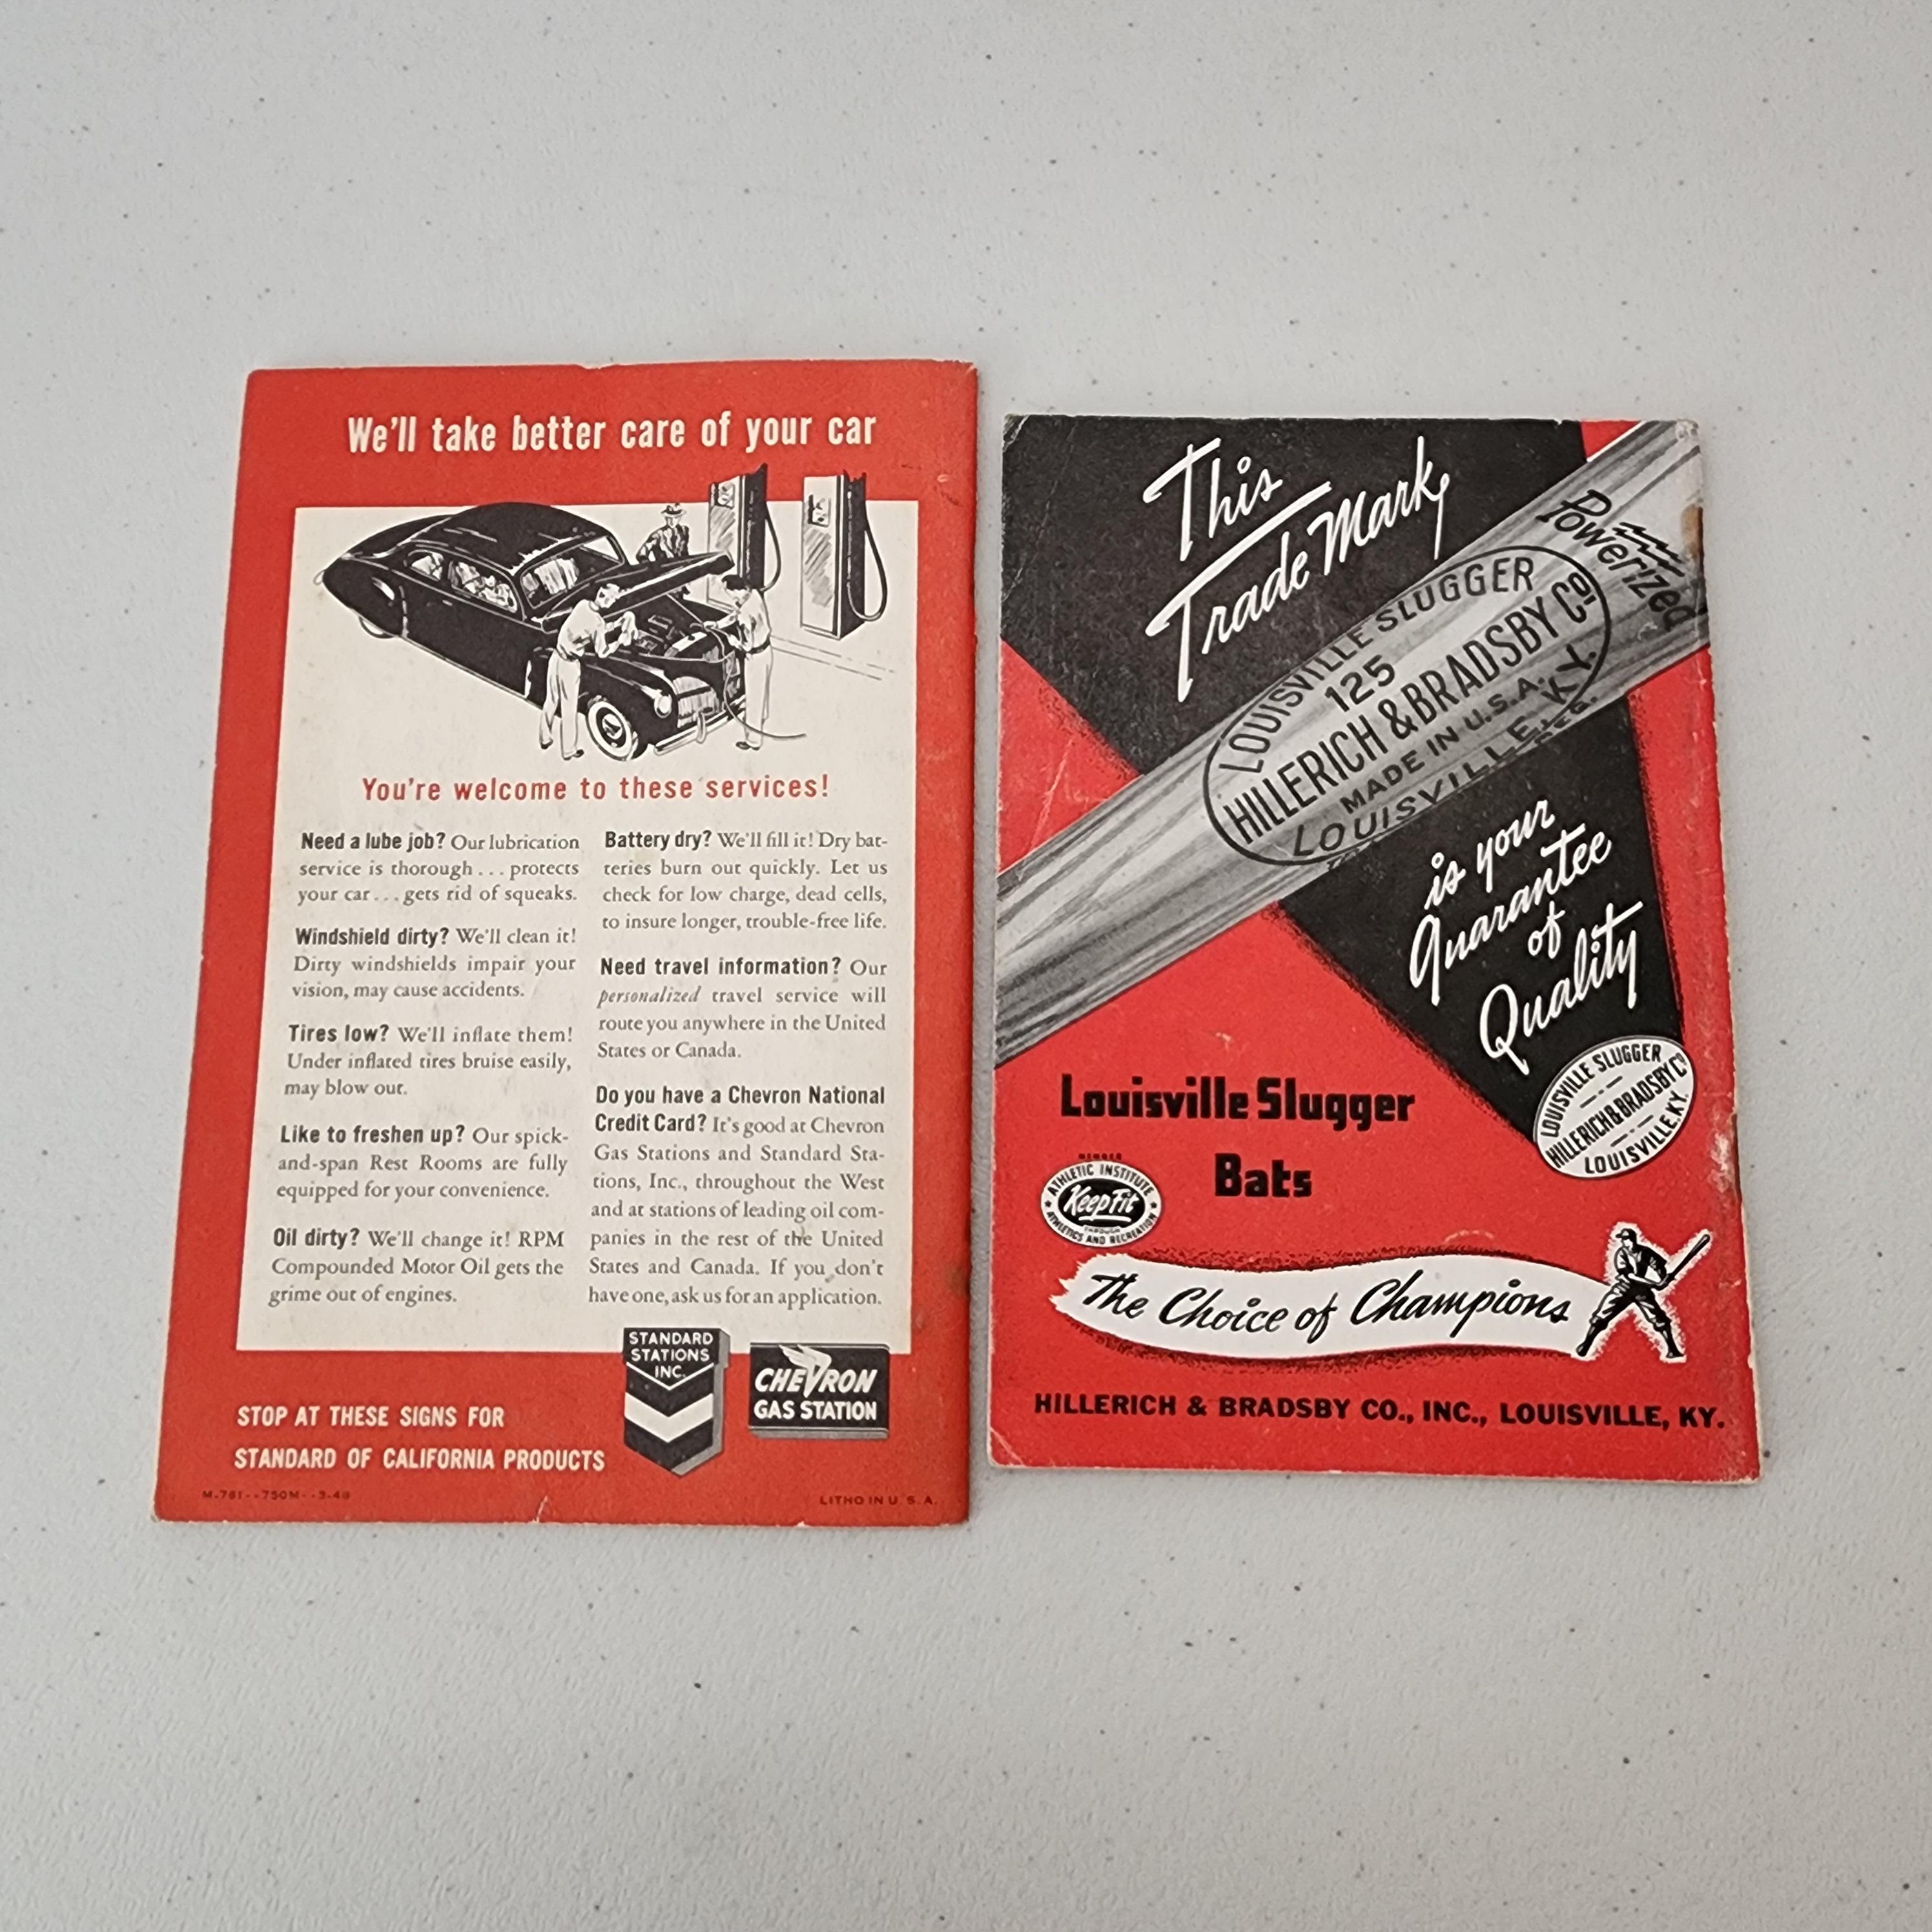 We'll take better care of your car
You're welcome to these services!
Need a lube job? Our lubrication
service is thorough . . . protects
your car . . . gets rid of squeaks.
Windshield dirty? We'll clean it!
Dirty windshields impair your
vision, may cause accidents.
Tires low? We'll inflate them!
Under inflated tires bruise easily,
may blow out.
Like to freshen up? Our spick-
and-span Rest Rooms are fully
equipped for your convenience.
Oil dirty? We'll change it! RPM
Compounded Motor Oil gets the
grime out of engines.
Battery dry? We'll fill it! Dry bat-
teries burn out quickly. Let us
check for low charge, dead cells,
to insure longer, trouble-free life.
Need travel information? Our
personalized travel service will
route you anywhere in the United
States or Canada.
Do you have a Chevron National
Credit Card? It's good at Chevron
Gas Stations and Standard Sta-
tions, Inc., throughout the West
and at stations of leading oil com-
panies in the rest of the United
States and Canada. If you don't
have one, ask us for an application.
STOP AT THESE SIGNS FOR
STANDARD OF CALIFORNIA PRODUCTS
STANDARD
STATIONS
INC.
CHEVRON
GAS STATION
M-781--750M--3-48
LITHO IN U.S.A.
This
Trade Mark,
Powerized
LOUISVILLE SLUGGER
125
HILLERICH & BRADSBY Co
MADE IN U.S.A.
LOUISVILLE, KY.
is your
Guarantee
of
Quality
LOUISVILLE SLUGGER
HILLERICH & BRADSBY Co
LOUISVILLE, KY.
Louisville Slugger
Bats
MEMBER
ATHLETIC INSTITUTE
Keep Fit
THROUGH
ATHLETICS AND RECREATION
The Choice of Champions
HILLERICH & BRADSBY CO., INC., LOUISVILLE, KY.